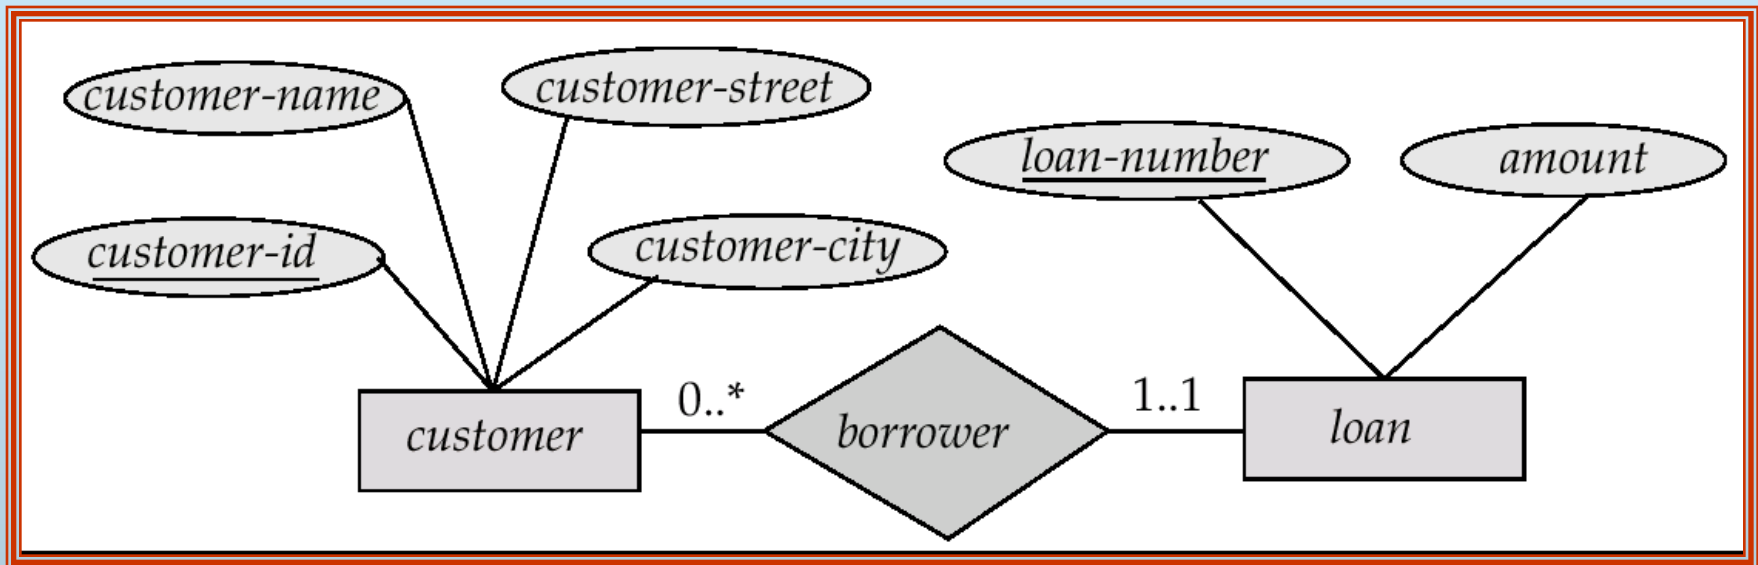 customer-name
customer-street
loan-number
amount
customer-id
customer-city
customer
0..*
borrower
1..1
loan